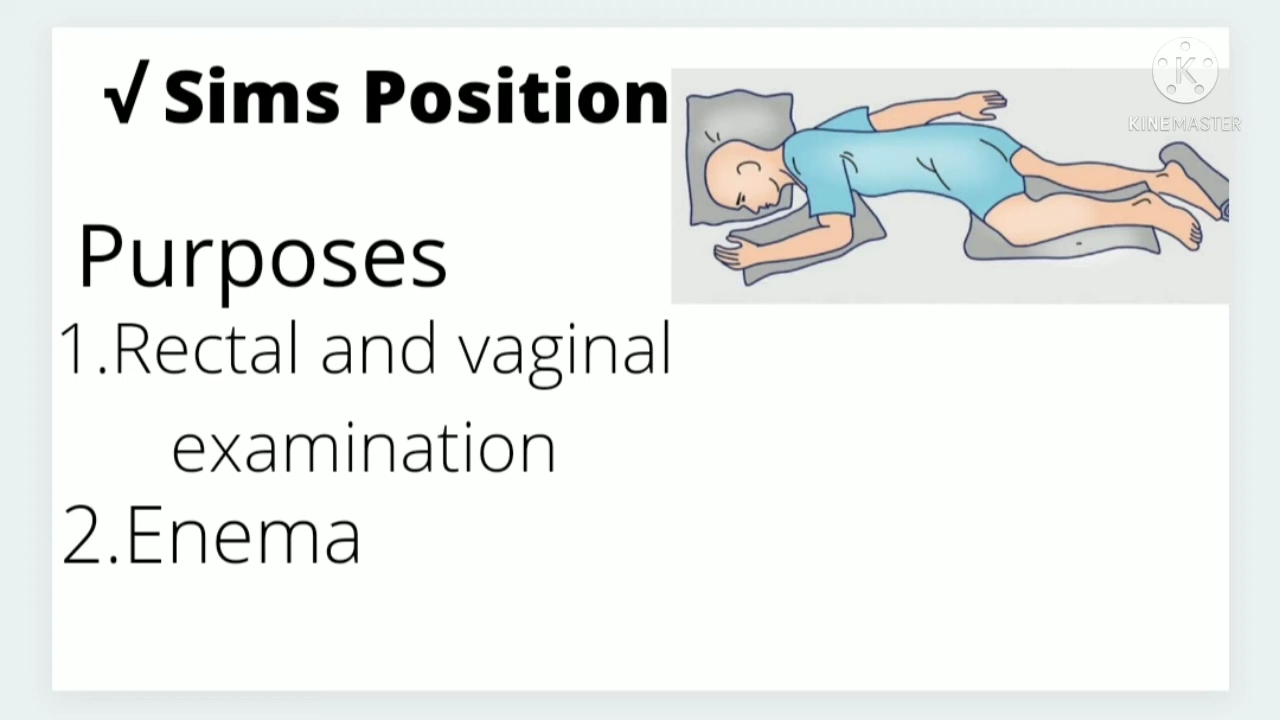 √ Sims Position
Purposes
1.Rectal and vaginal
examination
2.Enema
K
KINEMASTER